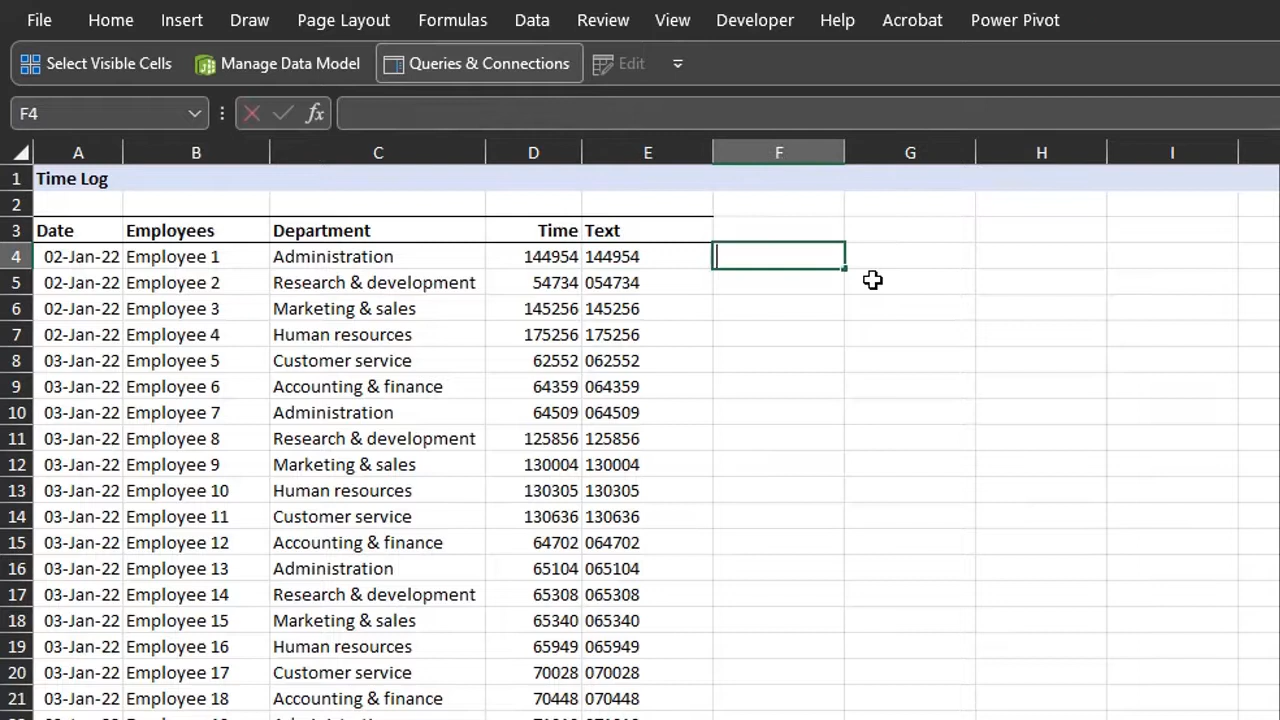 File Home Insert Draw Page Layout Formulas Data Review View Developer Help Acrobat Power Pivot
Select Visible Cells Manage Data Model Queries & Connections Edit
F4 fx
A B C D E F G H I
1 Time Log
2
3 Date Employees Department Time Text
4 02-Jan-22 Employee 1 Administration 144954 144954
5 02-Jan-22 Employee 2 Research & development 54734 054734
6 02-Jan-22 Employee 3 Marketing & sales 145256 145256
7 02-Jan-22 Employee 4 Human resources 175256 175256
8 03-Jan-22 Employee 5 Customer service 62552 062552
9 03-Jan-22 Employee 6 Accounting & finance 64359 064359
10 03-Jan-22 Employee 7 Administration 64509 064509
11 03-Jan-22 Employee 8 Research & development 125856 125856
12 03-Jan-22 Employee 9 Marketing & sales 130004 130004
13 03-Jan-22 Employee 10 Human resources 130305 130305
14 03-Jan-22 Employee 11 Customer service 130636 130636
15 03-Jan-22 Employee 12 Accounting & finance 64702 064702
16 03-Jan-22 Employee 13 Administration 65104 065104
17 03-Jan-22 Employee 14 Research & development 65308 065308
18 03-Jan-22 Employee 15 Marketing & sales 65340 065340
19 03-Jan-22 Employee 16 Human resources 65949 065949
20 03-Jan-22 Employee 17 Customer service 70028 070028
21 03-Jan-22 Employee 18 Accounting & finance 70448 070448